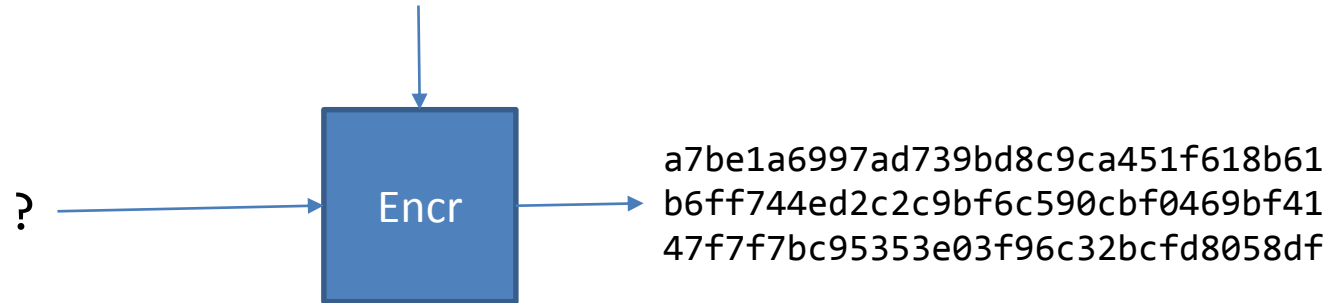 ?
Encr
a7be1a6997ad739bd8c9ca451f618b61
b6ff744ed2c2c9bf6c590cbf0469bf41
47f7f7bc95353e03f96c32bcfd8058df